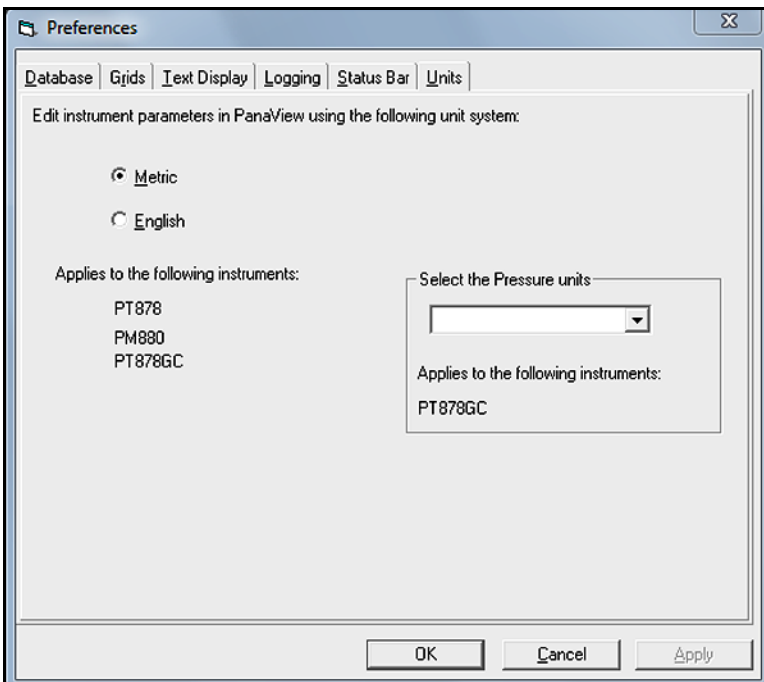 Preferences
Database Grids Text Display Logging Status Bar Units
Edit instrument parameters in PanaView using the following unit system:
Metric
English
Applies to the following instruments:
PT878
PM880
PT878GC
Select the Pressure units
Applies to the following instruments:
PT878GC
OK Cancel Apply